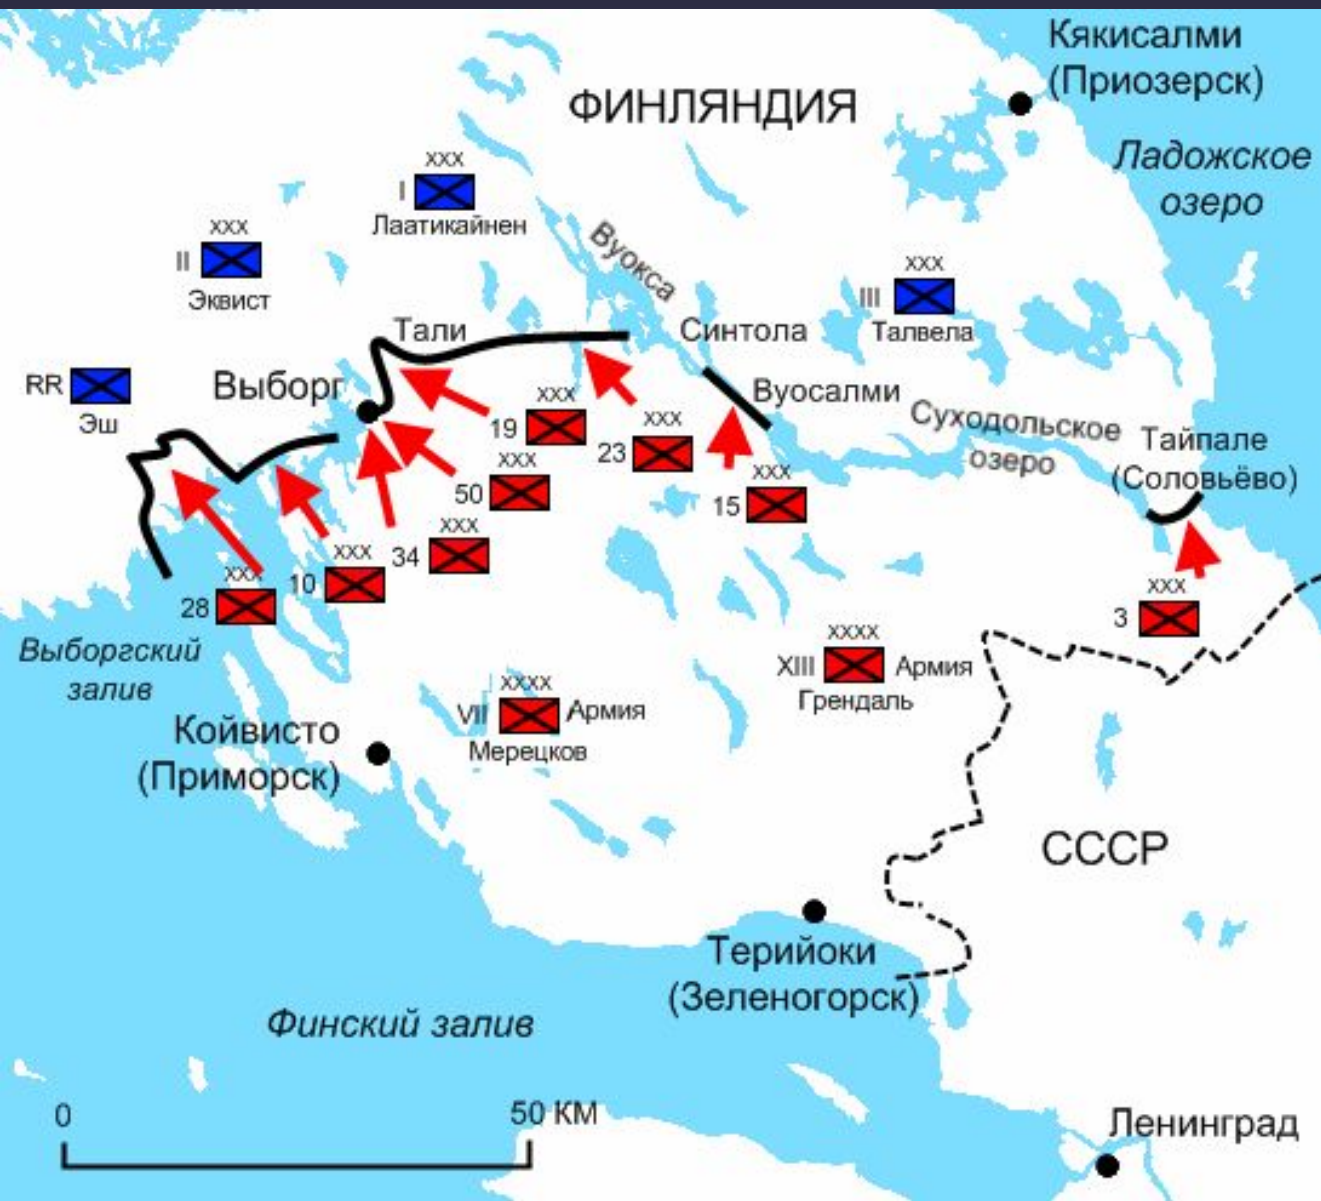 Кякисалми
(Приозерск)
ФИНЛЯНДИЯ
Ладожское
озеро
XXX
I
Лаатикайнен
XXX
II
Эквист
Вуокса
XXX
III
Талвела
Тали
Синтола
RR
Эш
Выборг
Вуосалми
XXX
19
XXX
23
Суходольское
озеро
Тайпале
(Соловьёво)
XXX
50
XXX
15
XXX
34
XXX
10
XXX
28
XXX
3
Выборгский
залив
XXXX
XIII
Армия
Грендаль
XXXX
VII
Армия
Мерецков
Койвисто
(Приморск)
СССР
Терийоки
(Зеленогорск)
Финский залив
0
50 КМ
Ленинград